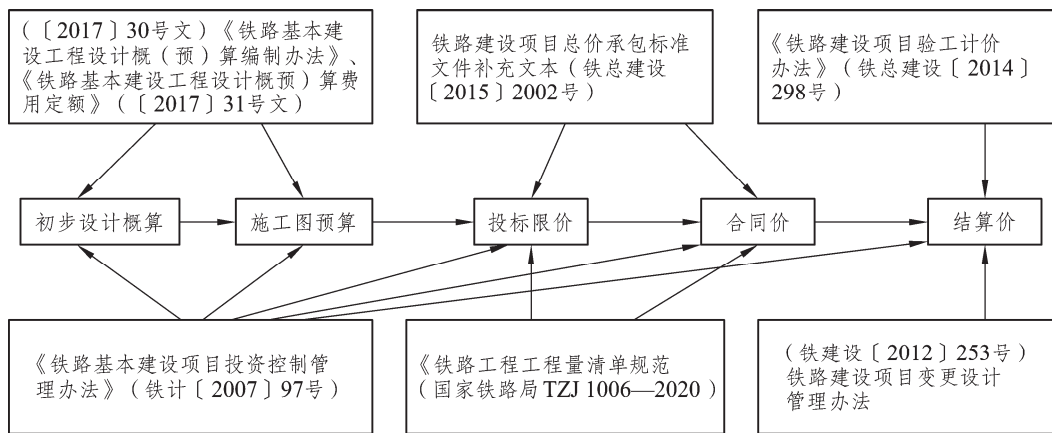 (〔2017〕30号文)《铁路基本建
设工程设计概(预)算编制办法》、
《铁路基本建设工程设计概预)算费
用定额》(〔2017〕31号文)
铁路建设项目总价承包标准
文件补充文本(铁总建设
〔2015〕2002号)
《铁路建设项目验工计价
办法》(铁总建设〔2014〕
298号)
初步设计概算
施工图预算
投标限价
合同价
结算价
《铁路基本建设项目投资控制管
理办法》(铁计〔2007〕97号)
《铁路工程工程量清单规范
(国家铁路局TZJ 1006—2020)
(铁建设〔2012〕253号)
铁路建设项目变更设计
管理办法